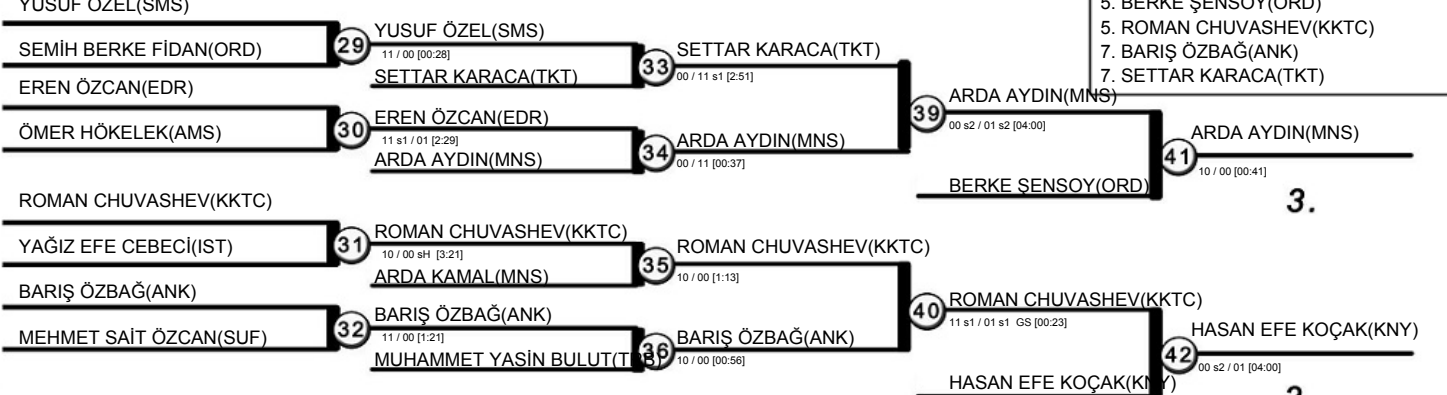 YUSUF ÖZEL(SMS)
SEMİH BERKE FİDAN(ORD)
29
YUSUF ÖZEL(SMS)
11 / 00 [00:28]
SETTAR KARACA(TKT)
EREN ÖZCAN(EDR)
ÖMER HÖKELEK(AMS)
30
EREN ÖZCAN(EDR)
11 s1 / 01 [2:29]
ARDA AYDIN(MNS)
33
SETTAR KARACA(TKT)
00 / 11 s1 [2:51]
34
ARDA AYDIN(MNS)
00 / 11 [00:37]
39
ARDA AYDIN(MNS)
00 s2 / 01 s2 [04:00]
BERKE ŞENSOY(ORD)
41
ARDA AYDIN(MNS)
10 / 00 [00:41]
3.
5. BERKE ŞENSOY(ORD)
5. ROMAN CHUVASHEV(KKTC)
7. BARIŞ ÖZBAĞ(ANK)
7. SETTAR KARACA(TKT)
ROMAN CHUVASHEV(KKTC)
YAĞIZ EFE CEBECİ(IST)
31
ROMAN CHUVASHEV(KKTC)
10 / 00 sH [3:21]
ARDA KAMAL(MNS)
BARIŞ ÖZBAĞ(ANK)
MEHMET SAİT ÖZCAN(SUF)
32
BARIŞ ÖZBAĞ(ANK)
11 / 00 [1:21]
MUHAMMET YASİN BULUT(TBB)
35
ROMAN CHUVASHEV(KKTC)
10 / 00 [1:13]
36
BARIŞ ÖZBAĞ(ANK)
10 / 00 [00:56]
40
ROMAN CHUVASHEV(KKTC)
11 s1 / 01 s1 GS [00:23]
HASAN EFE KOÇAK(KNY)
42
HASAN EFE KOÇAK(KNY)
00 s2 / 01 [04:00]